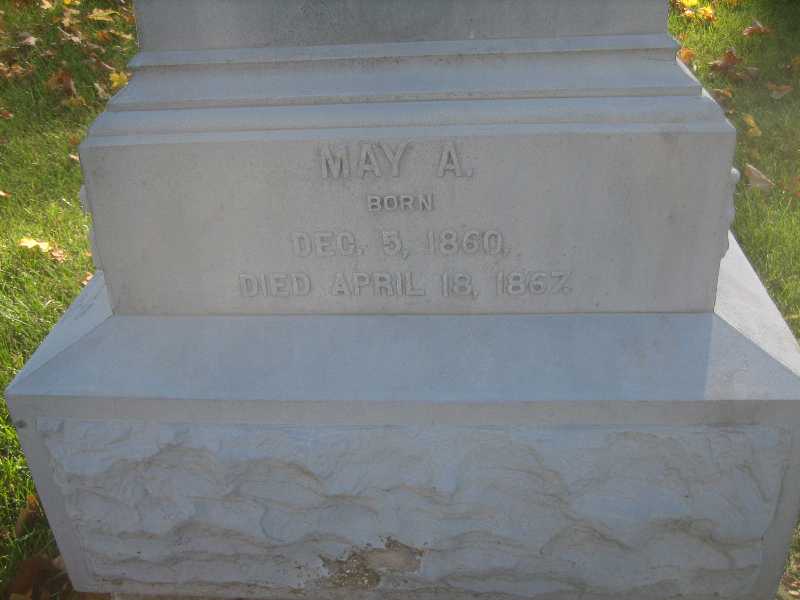 MAY A.
BORN
DEC. 5, 1860,
DIED APRIL 18, 1867.